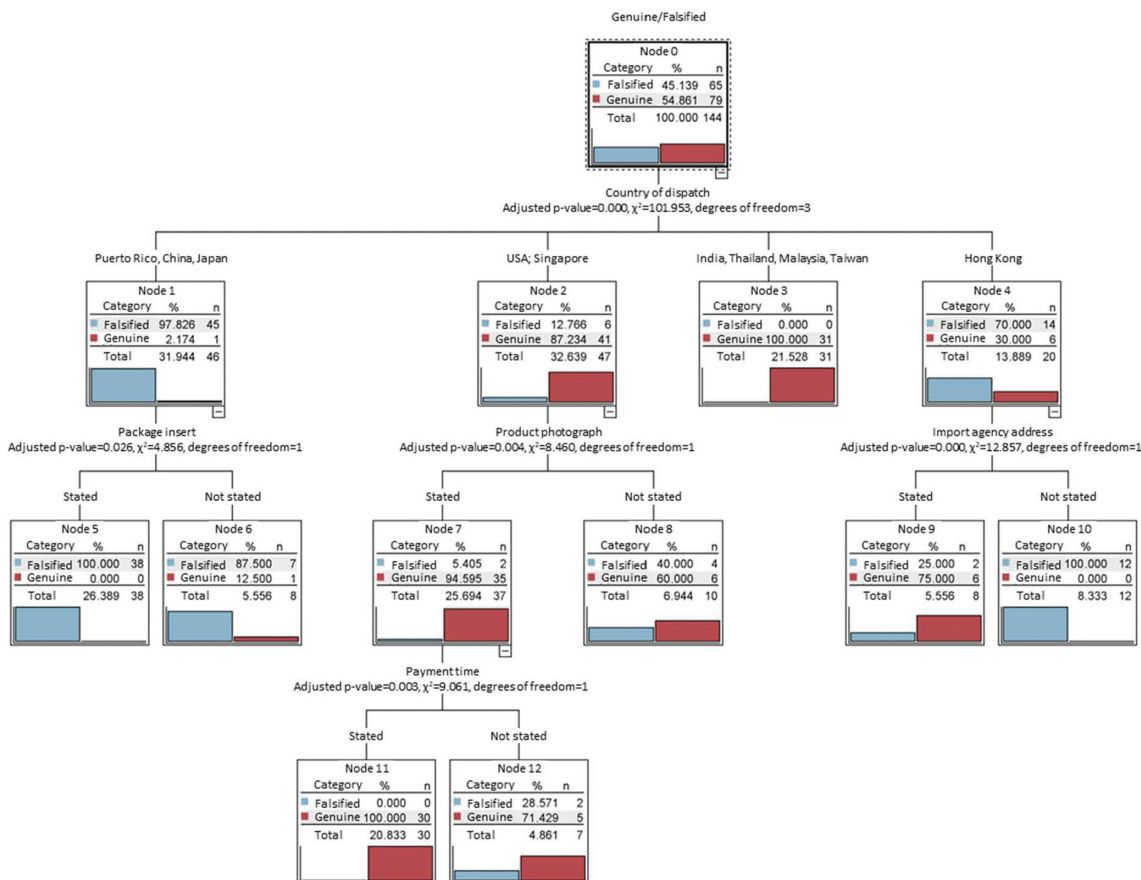 Genuine/Falsified
Node 0
Category % n
Falsified 45.139 65
Genuine 54.861 79
Total 100.000 144
Country of dispatch
Adjusted p-value=0.000, χ²=101.953, degrees of freedom=3
Puerto Rico, China, Japan
Node 1
Category % n
Falsified 97.826 45
Genuine 2.174 1
Total 31.944 46
USA; Singapore
Node 2
Category % n
Falsified 12.766 6
Genuine 87.234 41
Total 32.639 47
India, Thailand, Malaysia, Taiwan
Node 3
Category % n
Falsified 0.000 0
Genuine 100.000 31
Total 21.528 31
Hong Kong
Node 4
Category % n
Falsified 70.000 14
Genuine 30.000 6
Total 13.889 20
Package insert
Adjusted p-value=0.026, χ²=4.856, degrees of freedom=1
Product photograph
Adjusted p-value=0.004, χ²=8.460, degrees of freedom=1
Import agency address
Adjusted p-value=0.000, χ²=12.857, degrees of freedom=1
Stated
Node 5
Category % n
Falsified 100.000 38
Genuine 0.000 0
Total 26.389 38
Not stated
Node 6
Category % n
Falsified 87.500 7
Genuine 12.500 1
Total 5.556 8
Stated
Node 7
Category % n
Falsified 5.405 2
Genuine 94.595 35
Total 25.694 37
Not stated
Node 8
Category % n
Falsified 40.000 4
Genuine 60.000 6
Total 6.944 10
Stated
Node 9
Category % n
Falsified 25.000 2
Genuine 75.000 6
Total 5.556 8
Not stated
Node 10
Category % n
Falsified 100.000 12
Genuine 0.000 0
Total 8.333 12
Payment time
Adjusted p-value=0.003, χ²=9.061, degrees of freedom=1
Stated
Node 11
Category % n
Falsified 0.000 0
Genuine 100.000 30
Total 20.833 30
Not stated
Node 12
Category % n
Falsified 28.571 2
Genuine 71.429 5
Total 4.861 7